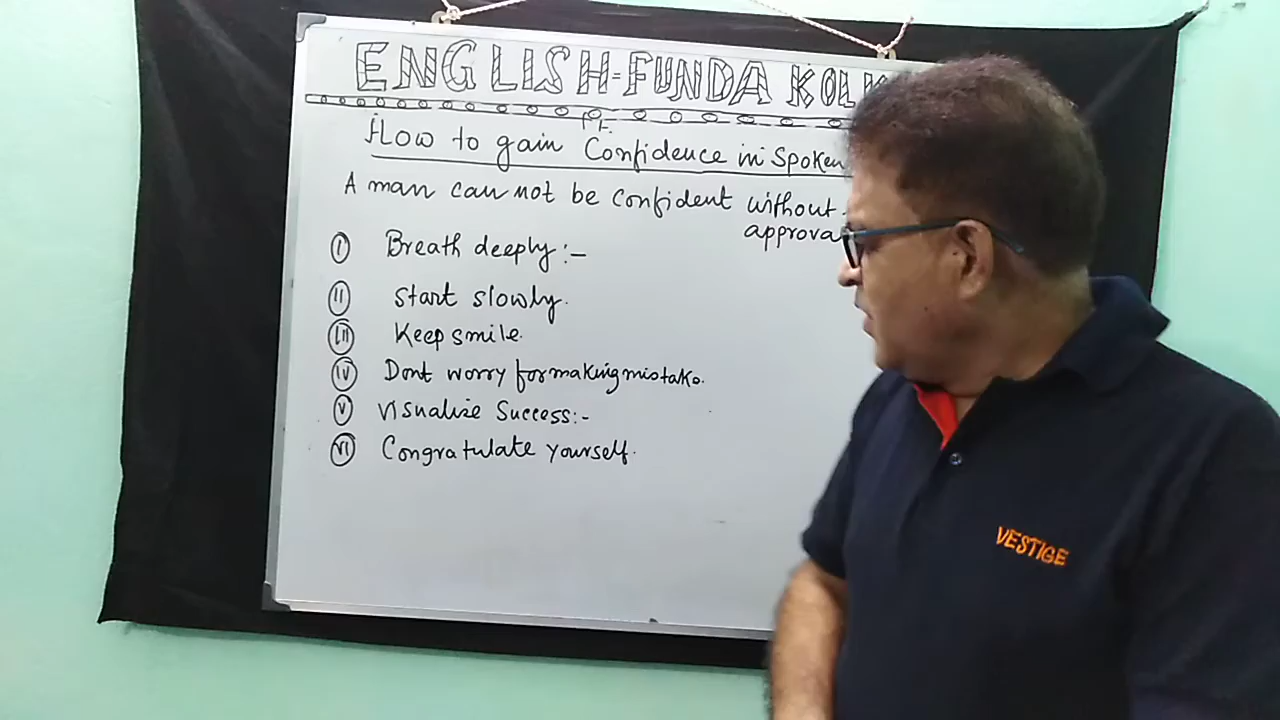 ENGLISH-FUNDA KOL
How to gain Confidence in Spoken
A man can not be Confident without
approva
I Breath deeply:-
II Start slowly.
III Keep smile.
IV Dont worry for making mistake.
V Visualise Success:-
VI Congratulate yourself.
VESTIGE